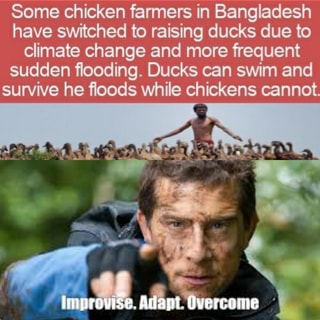 Some chicken farmers in Bangladesh
have switched to raising ducks due to
climate change and more frequent
sudden flooding. Ducks can swim and
survive he floods while chickens cannot.
Improvise. Adapt. Overcome